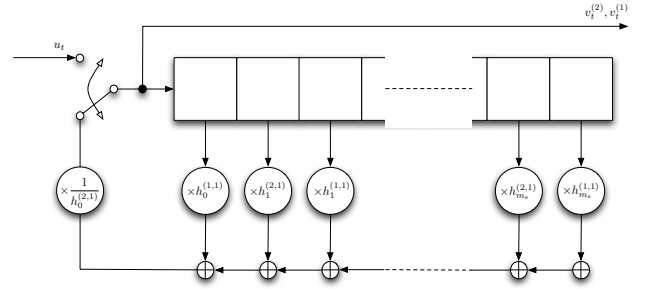 v_t^{(2)}, v_t^{(1)}
u_t
× 1/h_0^{(2,1)}
×h_0^{(1,1)}
×h_1^{(2,1)}
×h_1^{(1,1)}
×h_{m_s}^{(2,1)}
×h_{m_s}^{(1,1)}